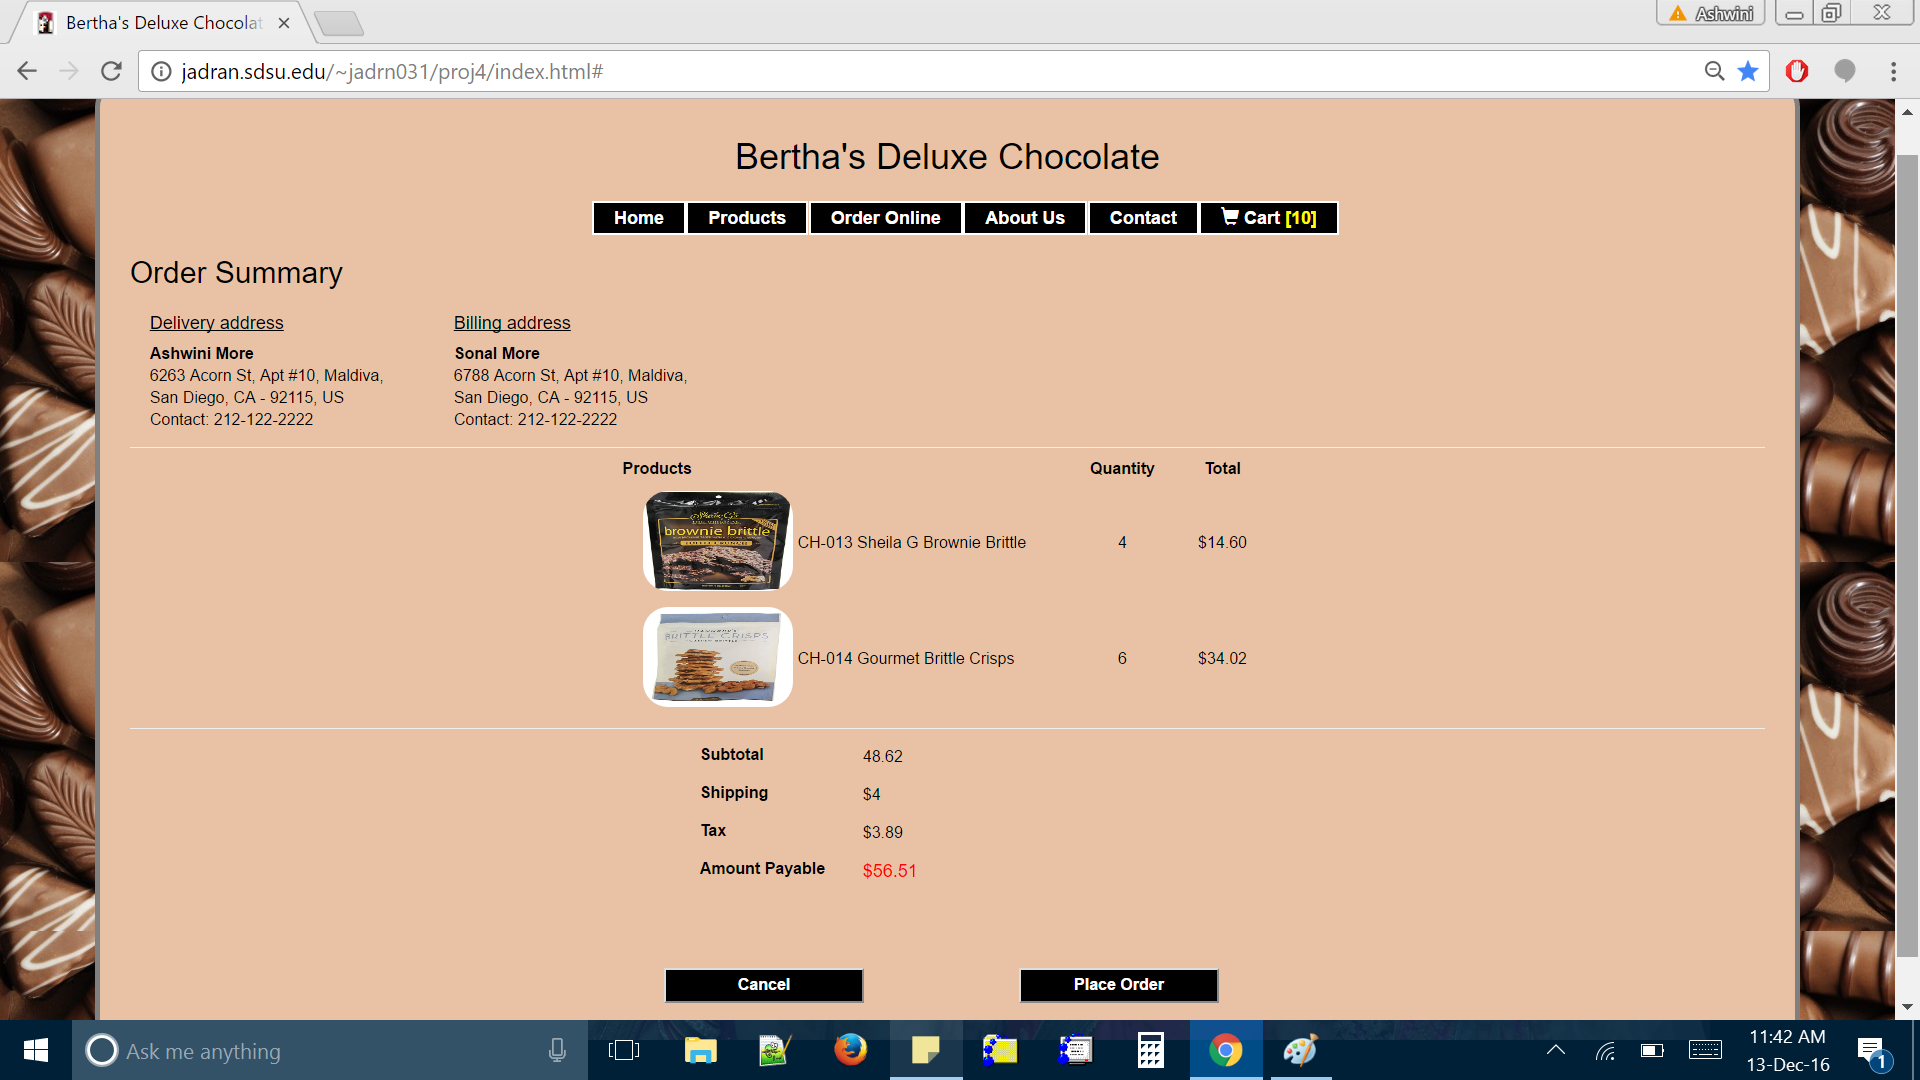 Bertha's Deluxe Chocolat
Ashwini
jadran.sdsu.edu/~jadrn031/proj4/index.html#
Bertha's Deluxe Chocolate
Home Products Order Online About Us Contact Cart [10]
Order Summary
Delivery address Billing address
Ashwini More Sonal More
6263 Acorn St, Apt #10, Maldiva, 6788 Acorn St, Apt #10, Maldiva,
San Diego, CA - 92115, US San Diego, CA - 92115, US
Contact: 212-122-2222 Contact: 212-122-2222
Products Quantity Total
brownie brittle
CH-013 Sheila G Brownie Brittle 4 $14.60
BRITTLE CRISPS
CH-014 Gourmet Brittle Crisps 6 $34.02
Subtotal 48.62
Shipping $4
Tax $3.89
Amount Payable $56.51
Cancel Place Order
Ask me anything
11:42 AM
13-Dec-16
1